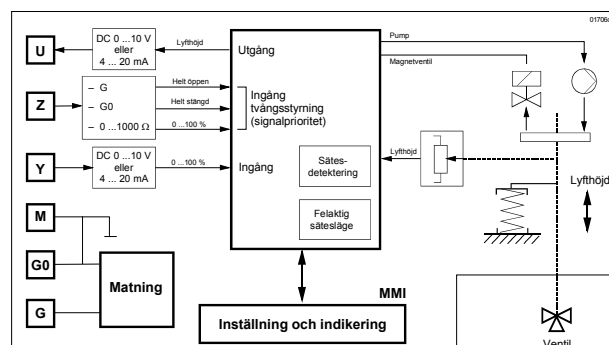 01706c
U
DC 0 ...10 V
eller
4 ... 20 mA
Lyfthöjd
Utgång
Pump
Magnetventil
Z
– G
– G0
– 0 ...1000 Ω
Helt öppen
Helt stängd
0 ...100 %
Ingång
tvångsstyrning
(signalprioritet)
Y
DC 0 ...10 V
eller
4 ... 20 mA
0 ...100 %
Ingång
Sätes-
detektering
Felaktig
sätesläge
Lyfthöjd
Lyfthöjd
M
G0
G
Matning
MMI
Inställning och indikering
Ventil